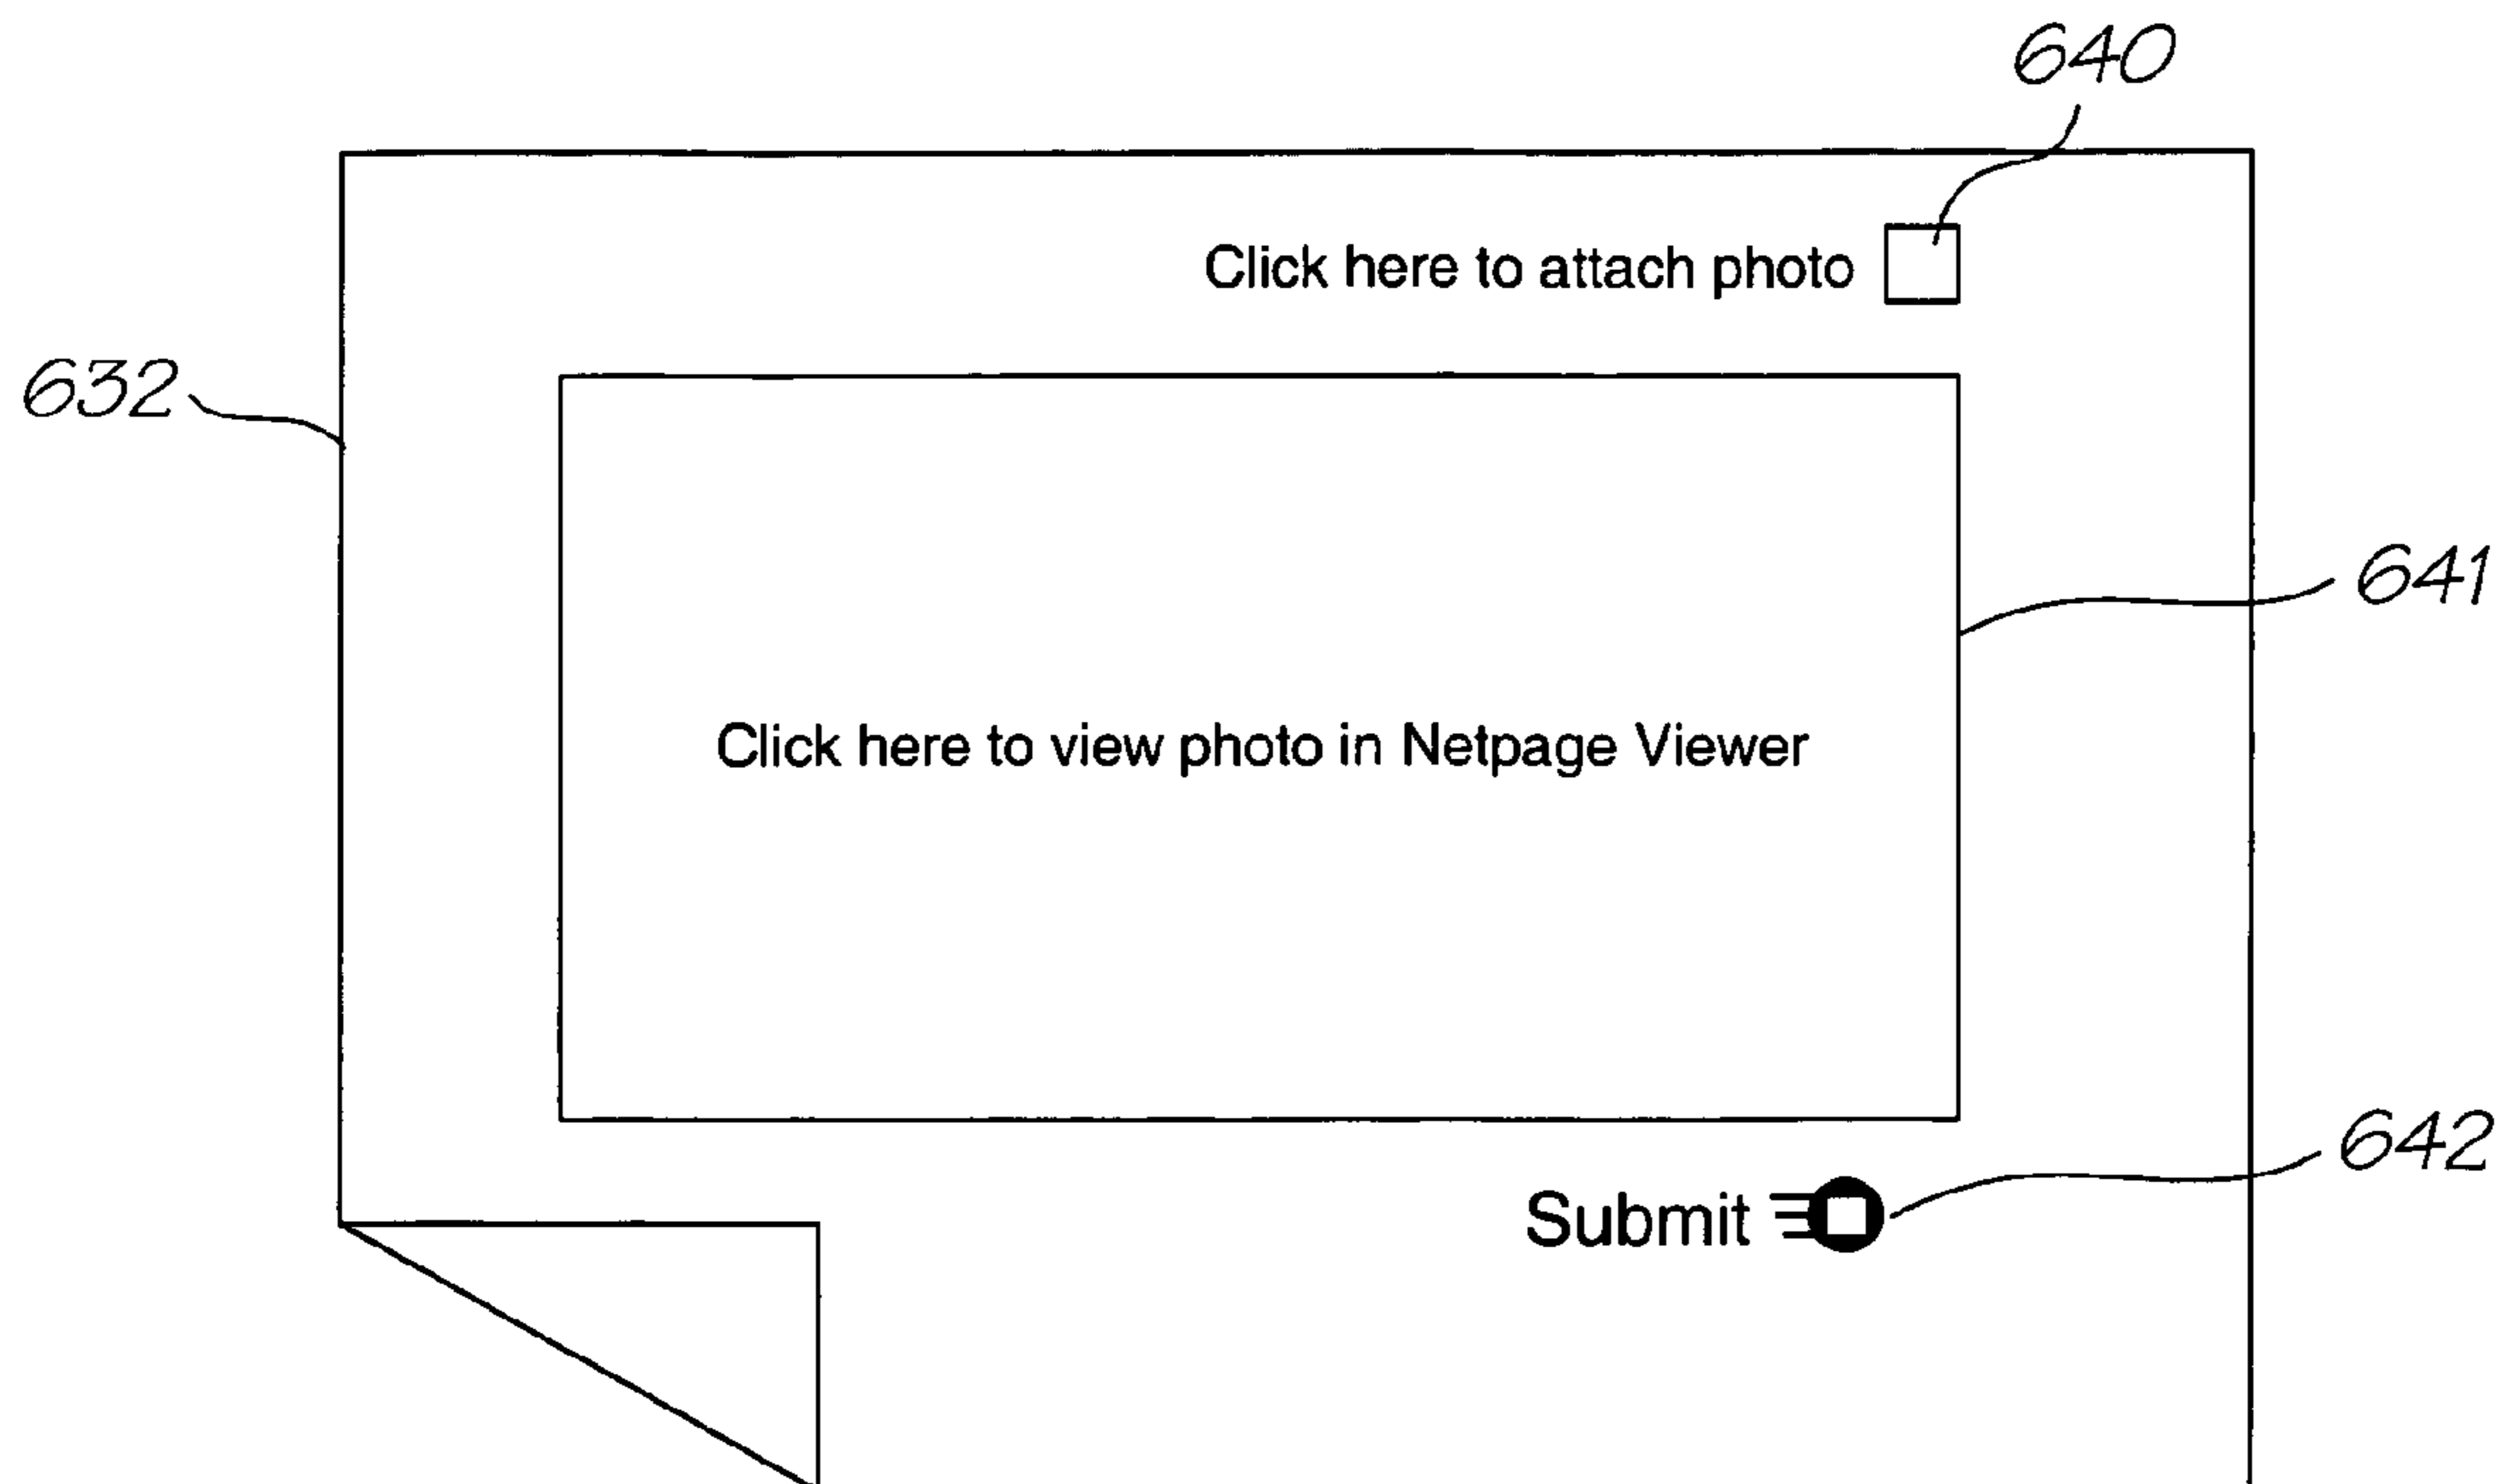 640
Click here to attach photo
632
641
Click here to view photo in Netpage Viewer
642
Submit